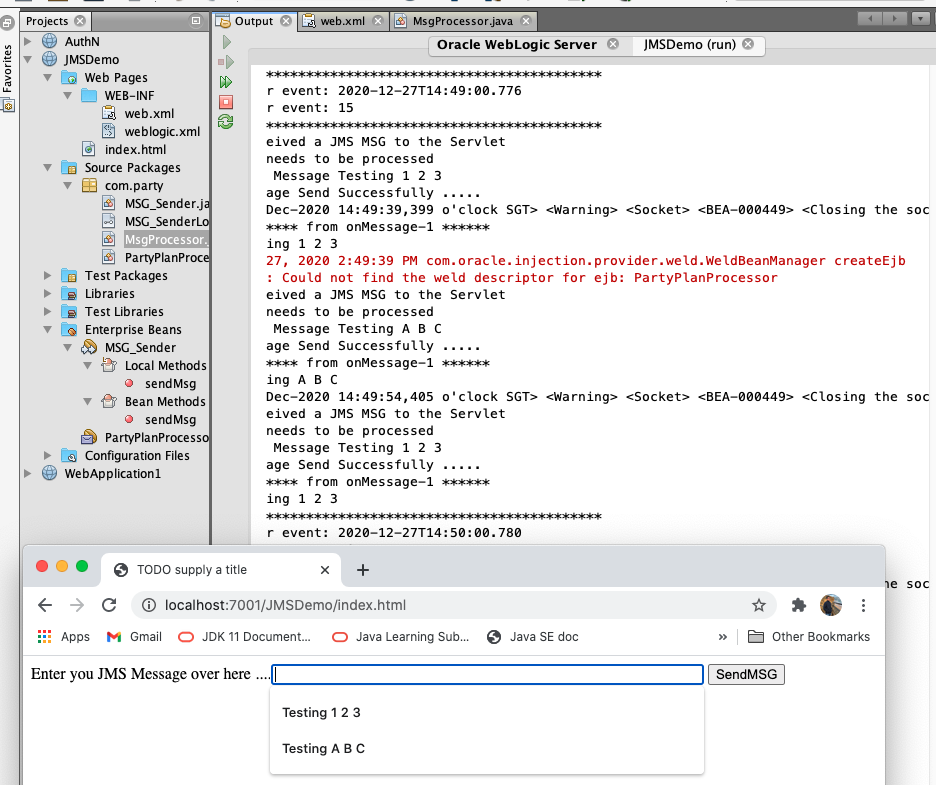 Projects
Output
web.xml
MsgProcessor.java
Favorites
Oracle WebLogic Server
JMSDemo (run)
AuthN
JMSDemo
Web Pages
WEB-INF
web.xml
weblogic.xml
index.html
Source Packages
com.party
MSG_Sender.ja
MSG_SenderLo
MsgProcessor.
PartyPlanProce
Test Packages
Libraries
Test Libraries
Enterprise Beans
MSG_Sender
Local Methods
sendMsg
Bean Methods
sendMsg
PartyPlanProcesso
Configuration Files
WebApplication1
******************************************
r event: 2020-12-27T14:49:00.776
r event: 15
******************************************
eived a JMS MSG to the Servlet
needs to be processed
Message Testing 1 2 3
age Send Successfully .....
Dec-2020 14:49:39,399 o'clock SGT> <Warning> <Socket> <BEA-000449> <Closing the soc
**** from onMessage-1 ******
ing 1 2 3
27, 2020 2:49:39 PM com.oracle.injection.provider.weld.WeldBeanManager createEjb
: Could not find the weld descriptor for ejb: PartyPlanProcessor
eived a JMS MSG to the Servlet
needs to be processed
Message Testing A B C
age Send Successfully .....
**** from onMessage-1 ******
ing A B C
Dec-2020 14:49:54,405 o'clock SGT> <Warning> <Socket> <BEA-000449> <Closing the soc
eived a JMS MSG to the Servlet
needs to be processed
Message Testing 1 2 3
age Send Successfully .....
**** from onMessage-1 ******
ing 1 2 3
******************************************
r event: 2020-12-27T14:50:00.780
he soc
TODO supply a title
localhost:7001/JMSDemo/index.html
Apps
Gmail
JDK 11 Document...
Java Learning Sub...
Java SE doc
»
Other Bookmarks
Enter you JMS Message over here ....
SendMSG
Testing 1 2 3
Testing A B C